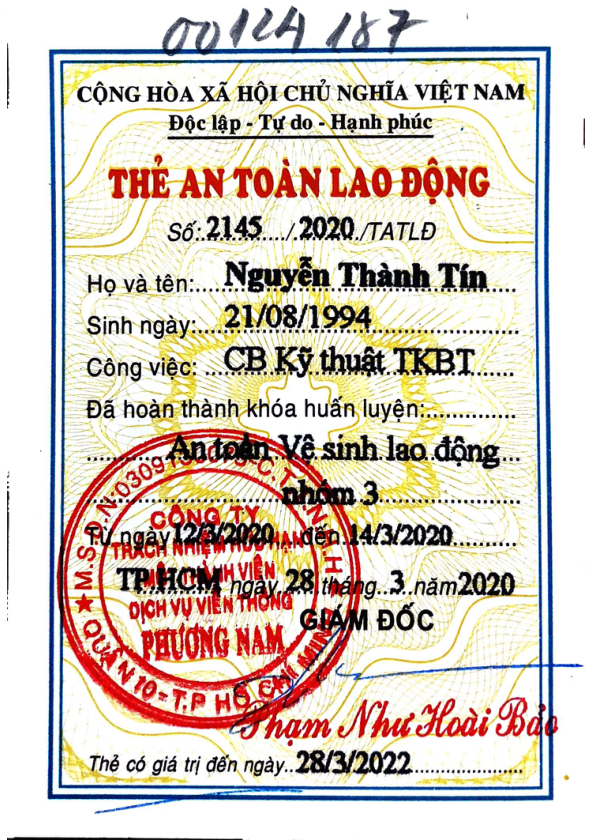 00124187
CỘNG HÒA XÃ HỘI CHỦ NGHĨA VIỆT NAM
Độc lập - Tự do - Hạnh phúc
THẺ AN TOÀN LAO ĐỘNG
Số: 2145 / 2020 /TATLĐ
Họ và tên: Nguyễn Thành Tín
Sinh ngày: 21/08/1994
Công việc: CB Kỹ thuật TKBT
Đã hoàn thành khóa huấn luyện:
An toàn Vệ sinh lao động
nhóm 3
Từ ngày 12/3/2020 đến 14/3/2020
TP.HCM ngày 28 tháng 3 năm 2020
GIÁM ĐỐC
CÔNG TY
TRÁCH NHIỆM HỮU HẠN
MỘT THÀNH VIÊN
DỊCH VỤ VIỄN THÔNG
PHƯƠNG NAM
QUẬN 10 - T.P HỒ CHÍ MINH
Phạm Như Hoài Bảo
Thẻ có giá trị đến ngày 28/3/2022